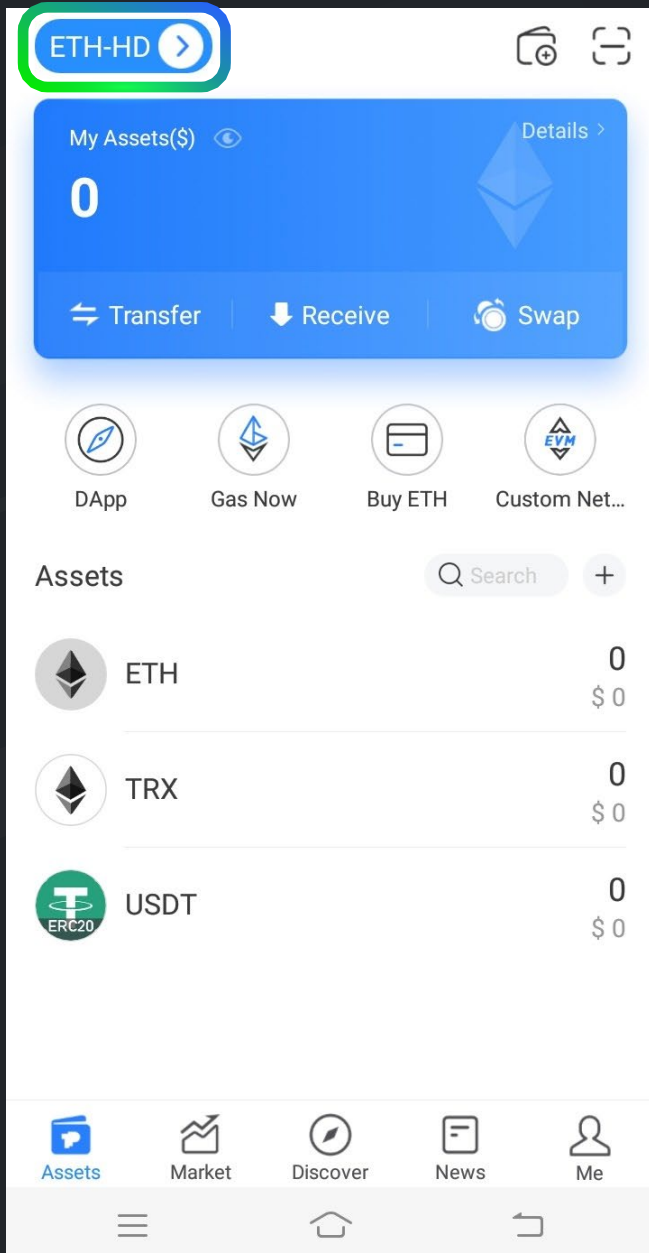 ETH-HD
My Assets($)
Details
0
Transfer
Receive
Swap
DApp
Gas Now
Buy ETH
EVM
Custom Net...
Assets
Search
ETH
0
$ 0
TRX
0
$ 0
USDT
ERC20
0
$ 0
Assets
Market
Discover
News
Me